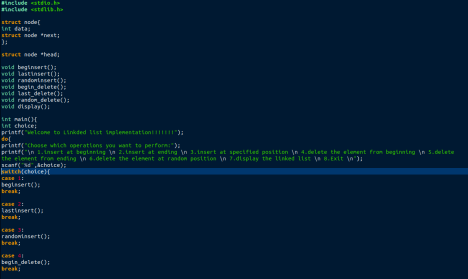 #include <stdio.h>
#include <stdlib.h>

struct node{
int data;
struct node *next;
};

struct node *head;

void beginsert();
void lastinsert();
void randominsert();
void begin_delete();
void last_delete();
void random_delete();
void display();

int main(){
int choice;
printf("welcome to Linkded list implementation!!!!!!!");
do{
printf("Choose which operations you want to perform:");
printf("\n 1.insert at beginning \n 2.insert at ending \n 3.insert at specified position \n 4.delete the element from beginning \n 5.delete
the element from ending \n 6.delete the element at random position \n 7.display the linked list \n 8.Exit \n");
scanf("%d",&choice);
switch(choice){
case 1:
beginsert();
break;

case 2:
lastinsert();
break;

case 3:
randominsert();
break;

case 4:
begin_delete();
break;